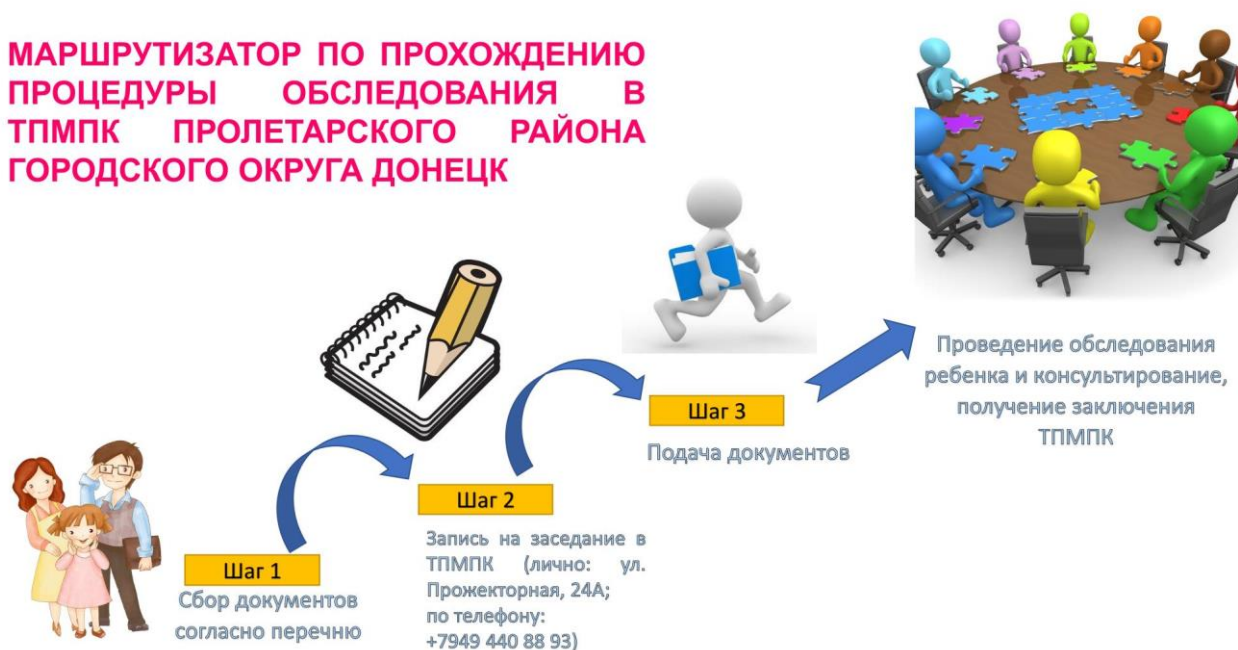 МАРШРУТИЗАТОР ПО ПРОХОЖДЕНИЮ
ПРОЦЕДУРЫ ОБСЛЕДОВАНИЯ В
ТПМПК ПРОЛЕТАРСКОГО РАЙОНА
ГОРОДСКОГО ОКРУГА ДОНЕЦК
Шаг 1
Сбор документов
согласно перечню
Шаг 2
Запись на заседание в
ТПМПК (лично: ул.
Прожекторная, 24А;
по телефону:
+7949 440 88 93)
Шаг 3
Подача документов
Проведение обследования
ребенка и консультирование,
получение заключения
ТПМПК